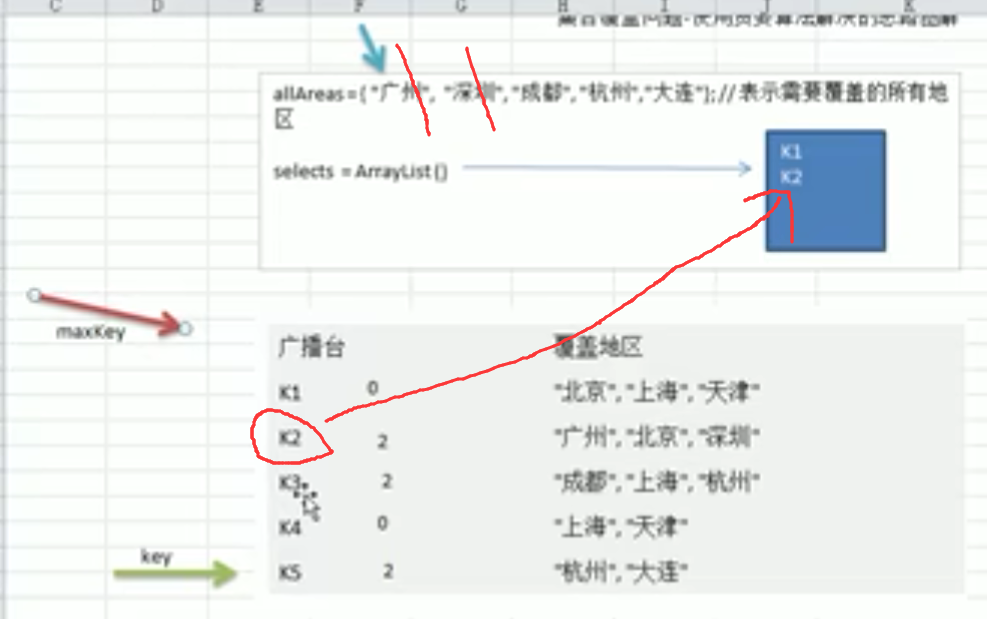 C D E F G H I J K
集合覆盖问题-使用贪婪算法解决的思路图解
allAreas={"广州", "深圳","成都","杭州","大连"};//表示需要覆盖的所有地
区
selects = ArrayList()
K1
K2
maxKey
广播台 覆盖地区
K1 0 "北京", "上海", "天津"
K2 2 "广州", "北京", "深圳"
K3 2 "成都", "上海", "杭州"
K4 0 "上海", "天津"
key
K5 2 "杭州", "大连"